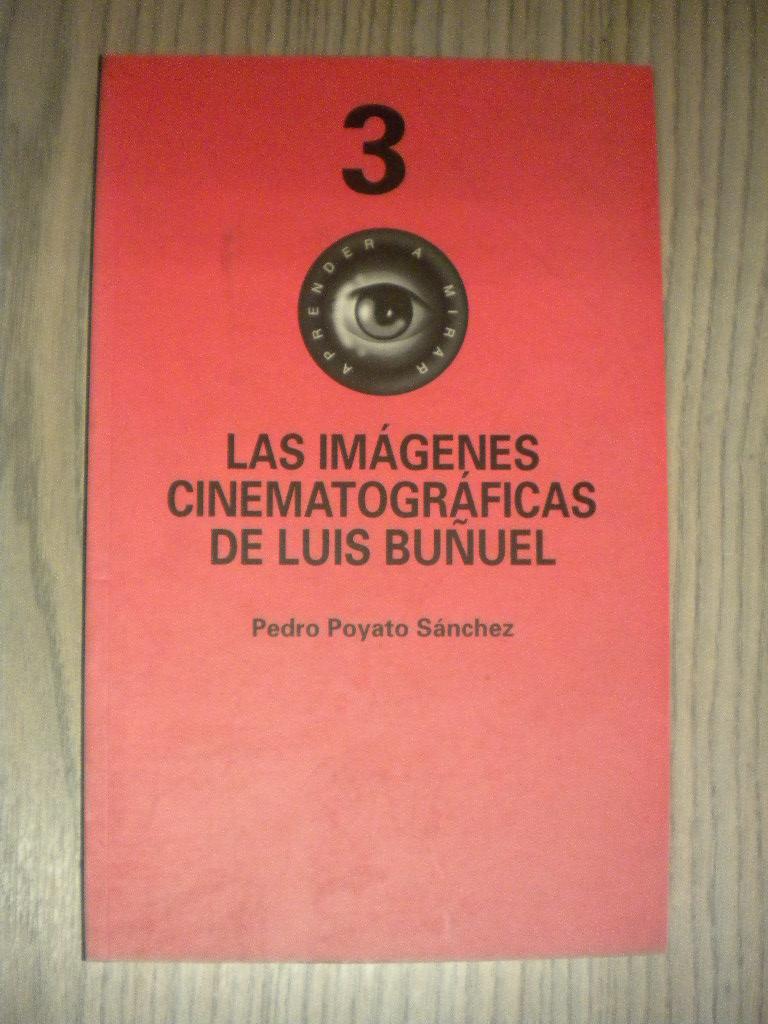 3
APRENDER A MIRAR
LAS IMÁGENES
CINEMATOGRÁFICAS
DE LUIS BUÑUEL
Pedro Poyato Sánchez